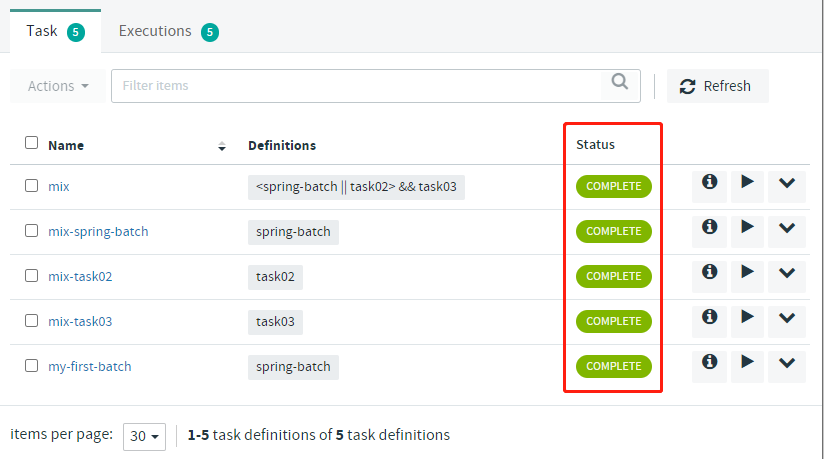 Task 5 Executions 5
Actions Filter items Refresh
Name Definitions Status
mix <spring-batch || task02> && task03 COMPLETE
mix-spring-batch spring-batch COMPLETE
mix-task02 task02 COMPLETE
mix-task03 task03 COMPLETE
my-first-batch spring-batch COMPLETE
items per page: 30 1-5 task definitions of 5 task definitions